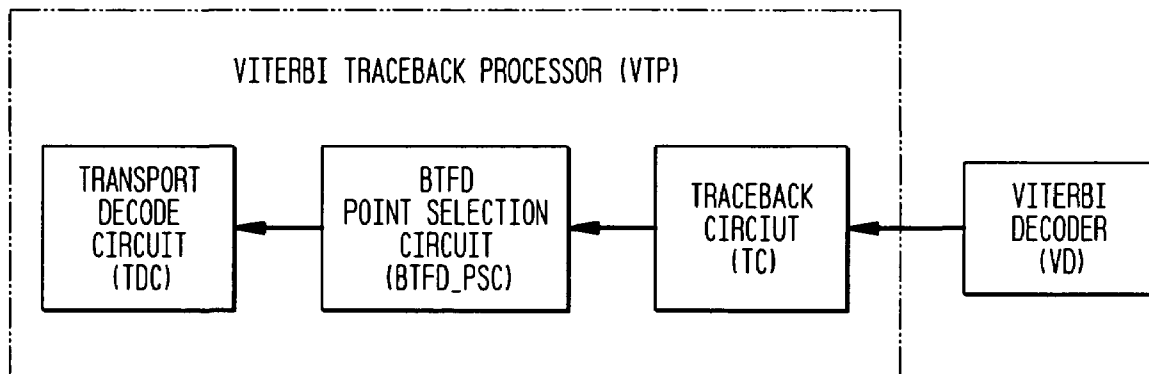 VITERBI TRACEBACK PROCESSOR (VTP)
TRANSPORT
DECODE
CIRCUIT
(TDC)
BTFD
POINT SELECTION
CIRCUIT
(BTFD_PSC)
TRACEBACK
CIRCIUT
(TC)
VITERBI
DECODER
(VD)